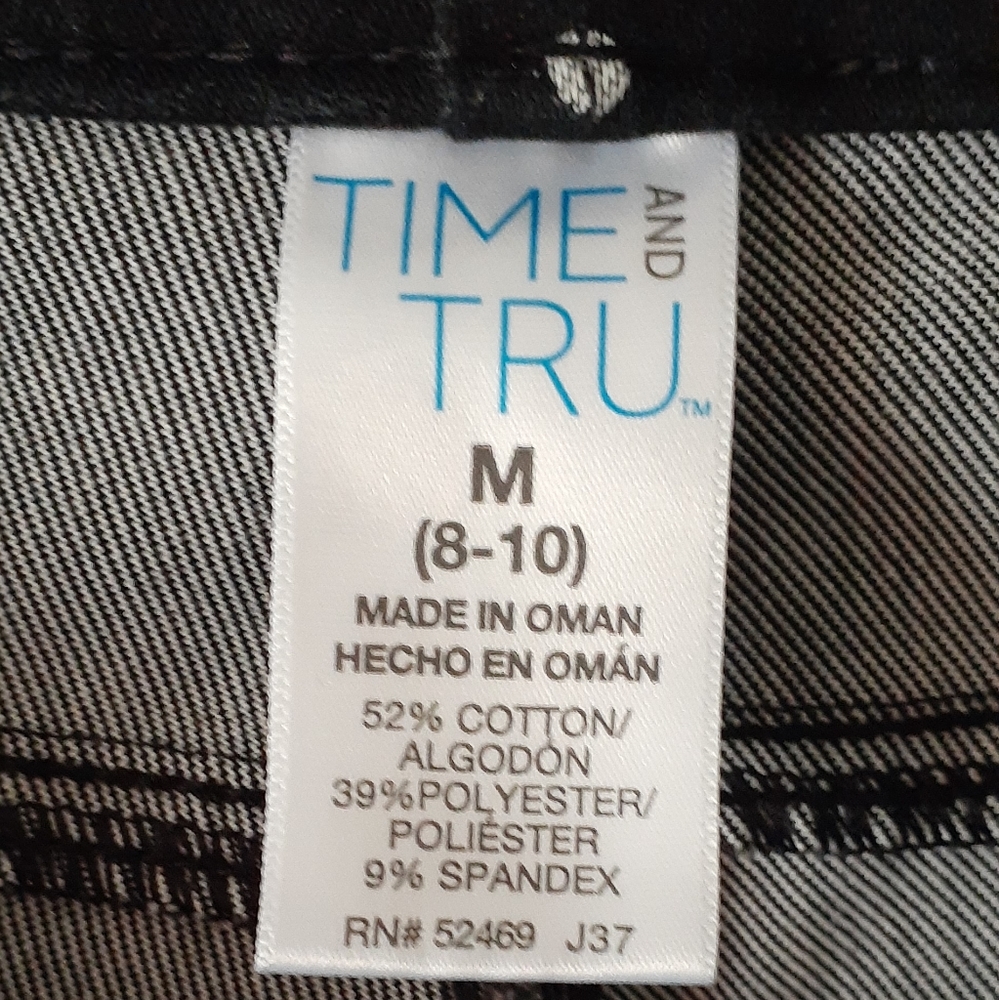 TIME AND
TRU™
M
(8-10)
MADE IN OMAN
HECHO EN OMÁN
52% COTTON/
ALGODÓN
39%POLYESTER/
POLIÉSTER
9% SPANDEX
RN# 52469 J37